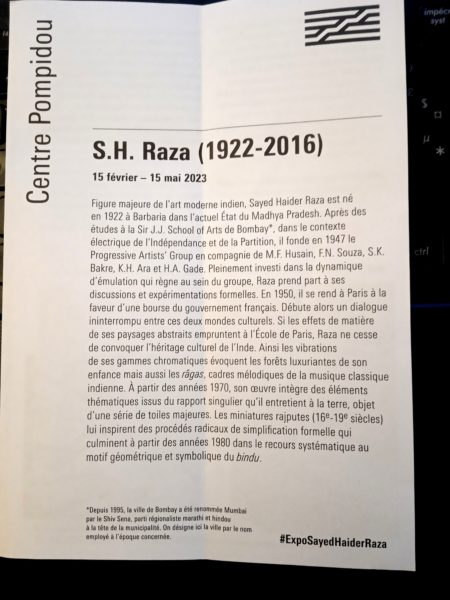 Centre Pompidou
S.H. Raza (1922-2016)
15 février – 15 mai 2023
Figure majeure de l'art moderne indien, Sayed Haider Raza est né
en 1922 à Barbaria dans l'actuel État du Madhya Pradesh. Après des
études à la Sir J.J. School of Arts de Bombay*, dans le contexte
électrique de l'Indépendance et de la Partition, il fonde en 1947 le
Progressive Artists' Group en compagnie de M.F. Husain, F.N. Souza, S.K.
Bakre, K.H. Ara et H.A. Gade. Pleinement investi dans la dynamique
d'émulation qui règne au sein du groupe, Raza prend part à ses
discussions et expérimentations formelles. En 1950, il se rend à Paris à la
faveur d'une bourse du gouvernement français. Débute alors un dialogue
ininterrompu entre ces deux mondes culturels. Si les effets de matière
de ses paysages abstraits empruntent à l'École de Paris, Raza ne cesse
de convoquer l'héritage culturel de l'Inde. Ainsi les vibrations
de ses gammes chromatiques évoquent les forêts luxuriantes de son
enfance mais aussi les rāgas, cadres mélodiques de la musique classique
indienne. À partir des années 1970, son œuvre intègre des éléments
thématiques issus du rapport singulier qu'il entretient à la terre, objet
d'une série de toiles majeures. Les miniatures rajputes (16e-19e siècles)
lui inspirent des procédés radicaux de simplification formelle qui
culminent à partir des années 1980 dans le recours systématique au
motif géométrique et symbolique du bindu.
*Depuis 1995, la ville de Bombay a été renommée Mumbai
par le Shiv Sena, parti régionaliste marathi et hindou
à la tête de la municipalité. On désigne ici la ville par le nom
employé à l'époque concernée.
#ExpoSayedHaiderRaza
impéc
syst
$
µ
*
ctrl